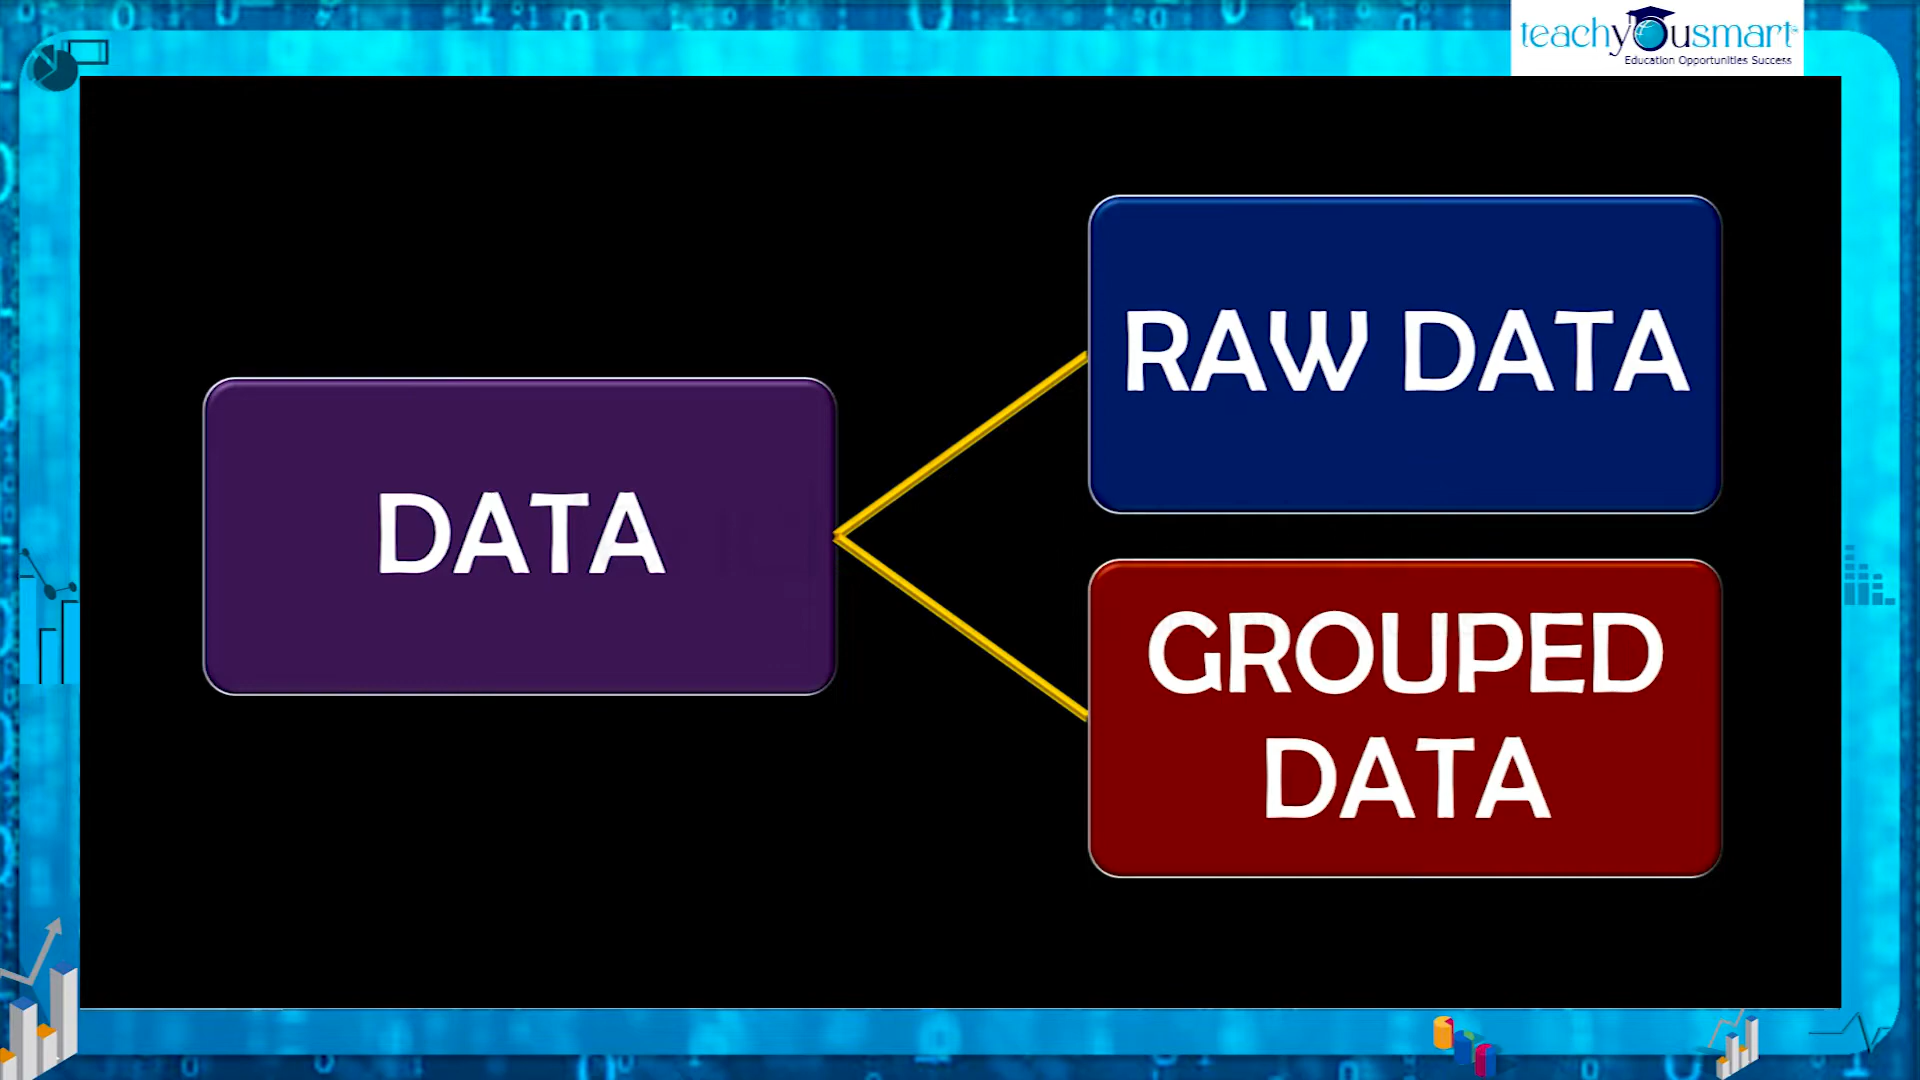 teachyousmart
Education Opportunities Success
DATA
RAW DATA
GROUPED
DATA